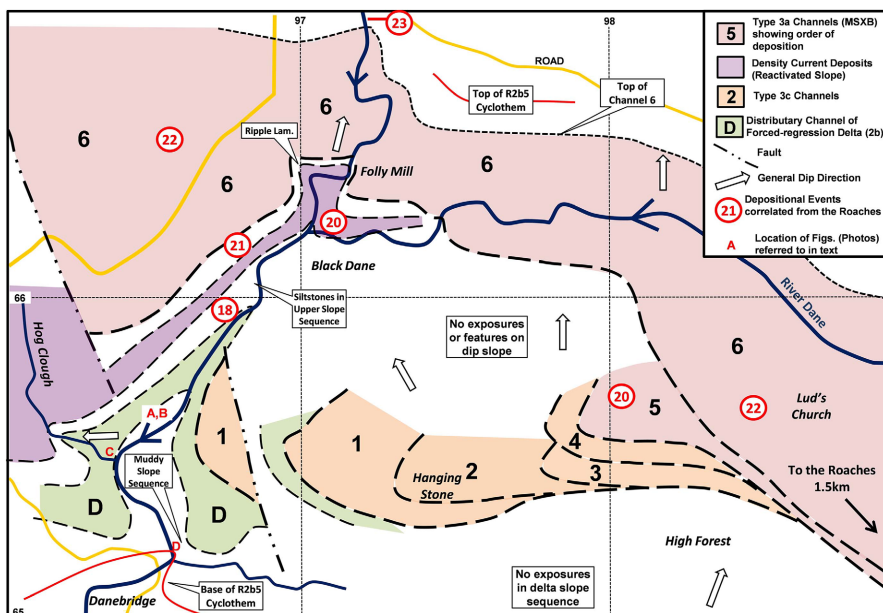 97
98
23
ROAD
Top of R2b5
Cyclothem
Top of
Channel 6
6
6
22
Ripple Lam.
6
Folly Mill
6
20
21
Black Dane
66
Siltstones in
Upper Slope
Sequence
18
River Dane
Hog Clough
No exposures
or features on
dip slope
6
20
5
22
Lud's
Church
A,B
1
1
4
C
2
Hanging
Stone
3
To the Roaches
1.5km
Muddy
Slope
Sequence
D
D
D
High Forest
No exposures
in delta slope
sequence
Base of R2b5
Cyclothem
Danebridge
65
5
Type 3a Channels (MSXB)
showing order of
deposition
Density Current Deposits
(Reactivated Slope)
2
Type 3c Channels
D
Distributary Channel of
Forced-regression Delta (2b)
Fault
General Dip Direction
21
Depositional Events
correlated from the Roaches
A
Location of Figs. (Photos)
referred to in text